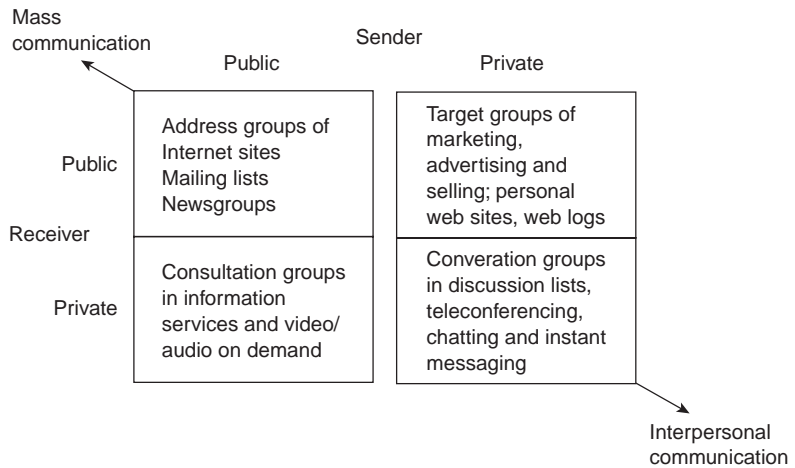 Mass
communication
Sender
Public
Private
Public
Address groups of
Internet sites
Mailing lists
Newsgroups
Target groups of
marketing,
advertising and
selling; personal
web sites, web logs
Receiver
Private
Consultation groups
in information
services and video/
audio on demand
Converation groups
in discussion lists,
teleconferencing,
chatting and instant
messaging
Interpersonal
communication